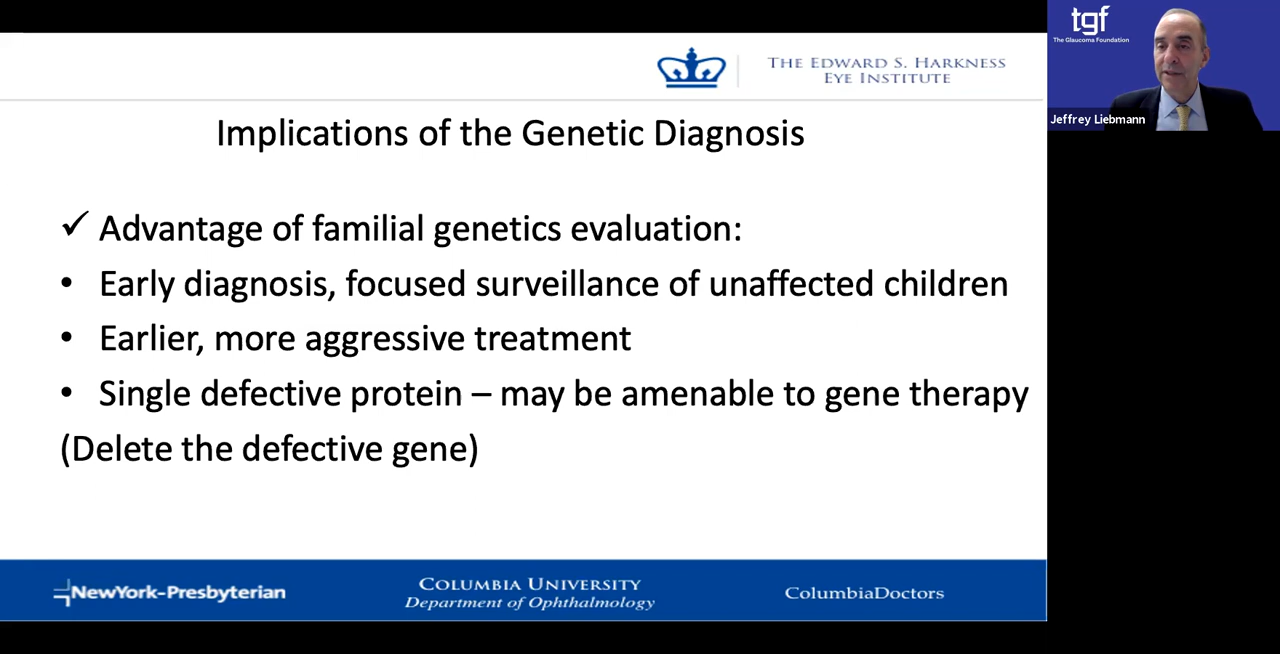 THE EDWARD S. HARKNESS
EYE INSTITUTE
tgf
The Glaucoma Foundation
Jeffrey Liebmann
Implications of the Genetic Diagnosis
✓ Advantage of familial genetics evaluation:
• Early diagnosis, focused surveillance of unaffected children
• Earlier, more aggressive treatment
• Single defective protein – may be amenable to gene therapy
(Delete the defective gene)
NewYork-Presbyterian
COLUMBIA UNIVERSITY
Department of Ophthalmology
ColumbiaDoctors